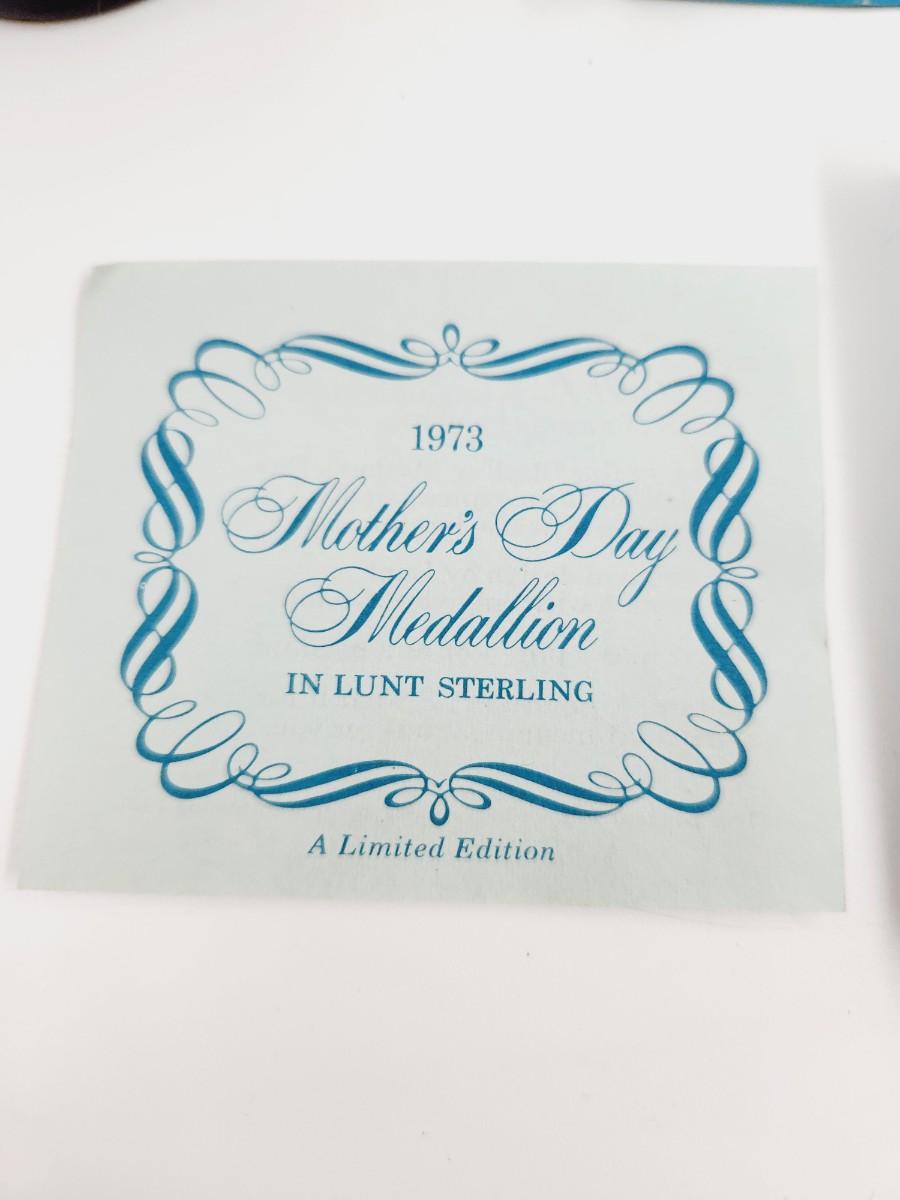 1973
Mother's Day
Medallion
IN LUNT STERLING
A Limited Edition